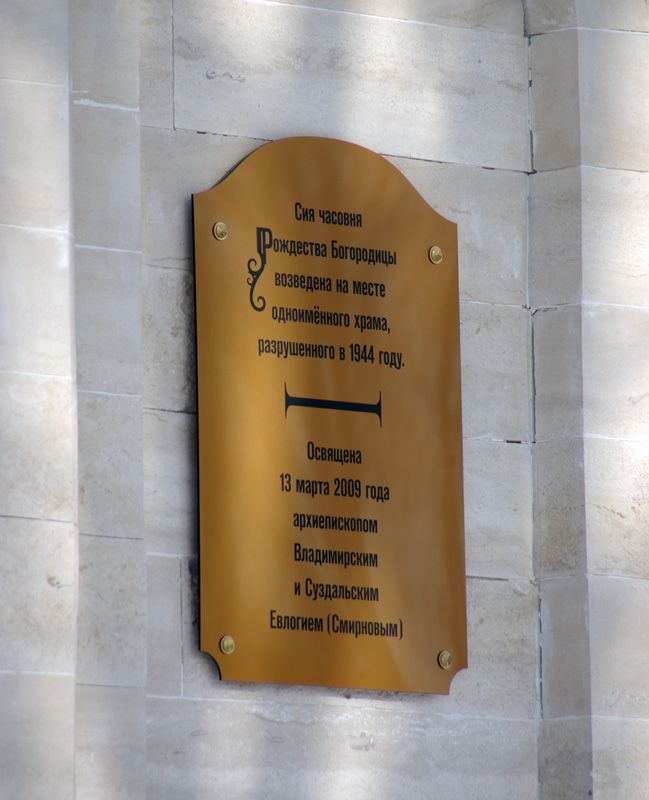 Сия часовня
Рождества Богородицы
возведена на месте
одноимённого храма,
разрушенного в 1944 году.
Освящена
13 марта 2009 года
архиепископом
Владимирским
и Суздальским
Евлогием (Смирновым)